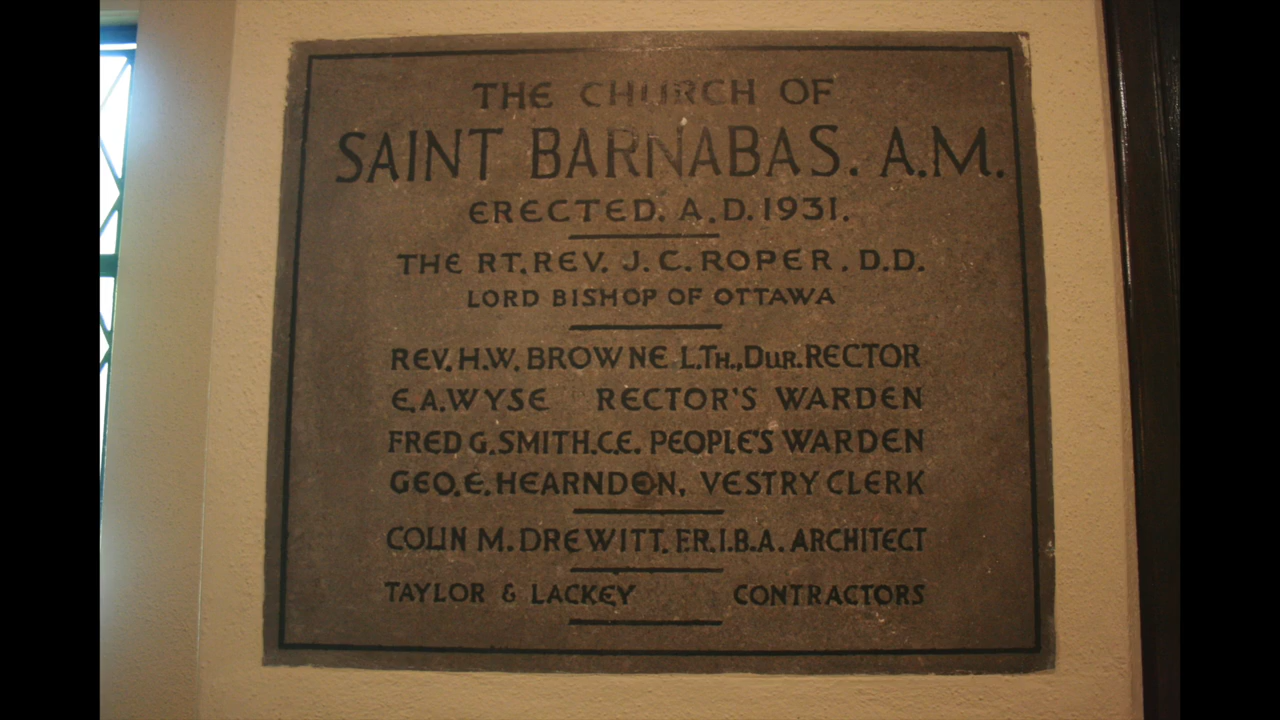 THE CHURCH OF
SAINT BARNABAS. A.M.
ERECTED. A.D. 1931.
THE RT. REV. J. C. ROPER. D.D.
LORD BISHOP OF OTTAWA
REV. H.W. BROWNE L.TH., DUR. RECTOR
E.A. WYSE RECTOR'S WARDEN
FRED G. SMITH. C.E. PEOPLE'S WARDEN
GEO. E. HEARNDEN, VESTRY CLERK
COLIN M. DREWITT. F.R.I.B.A. ARCHITECT
TAYLOR & LACKEY CONTRACTORS